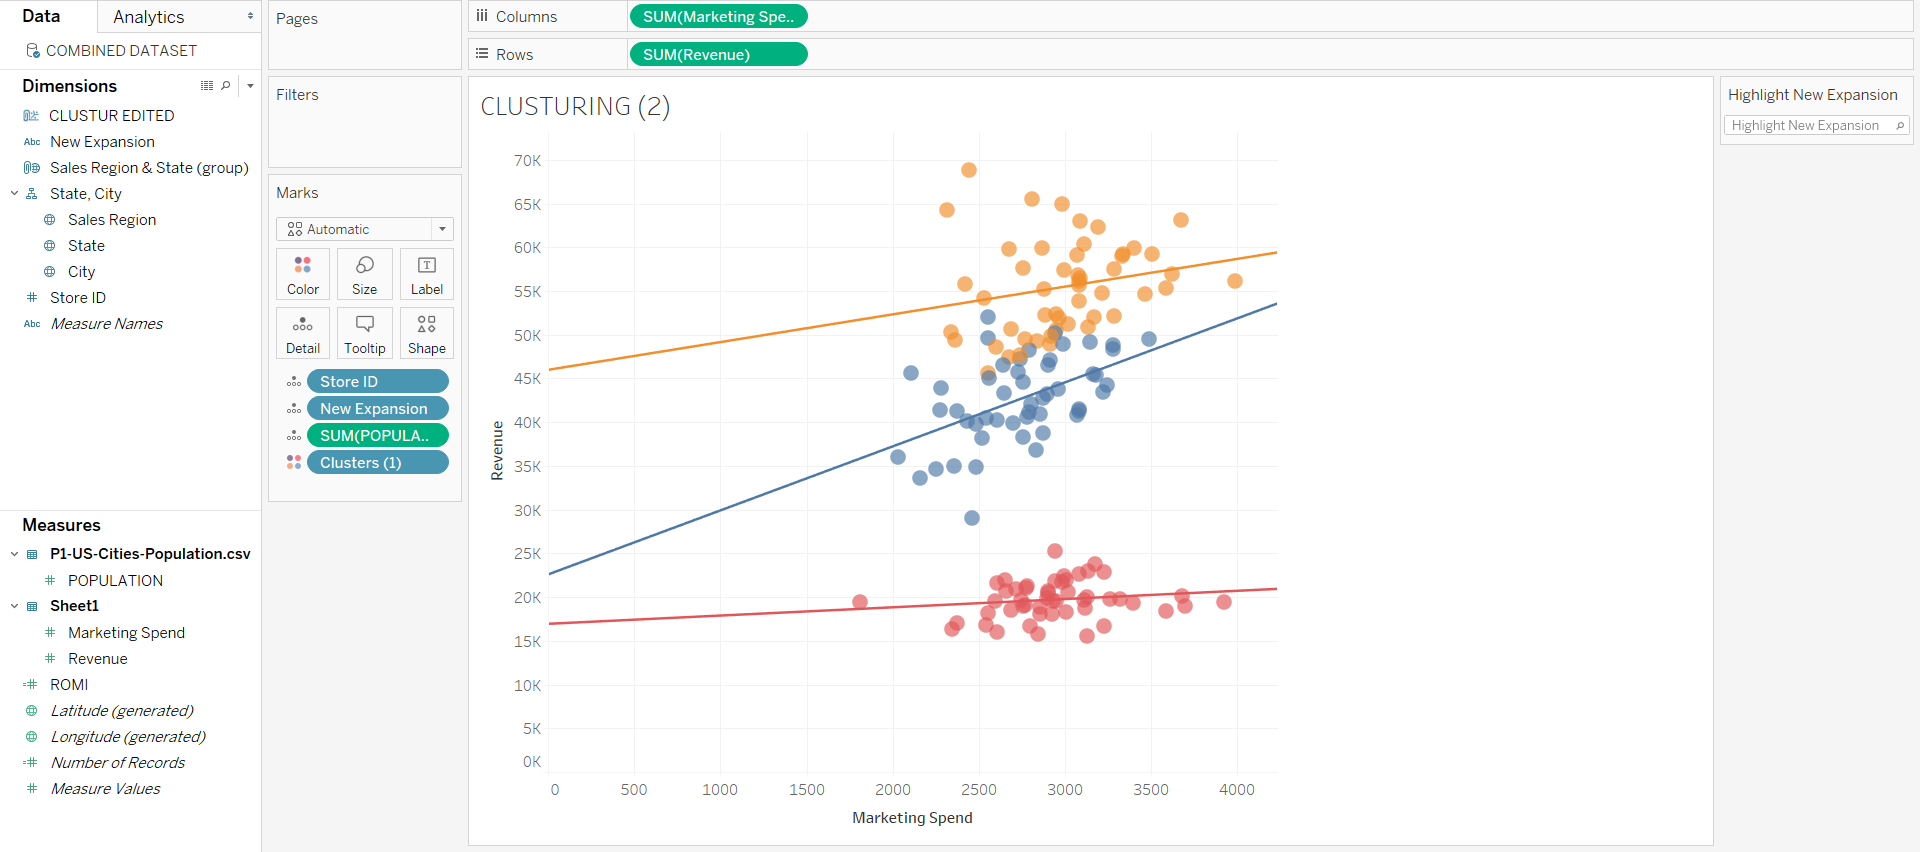 Data
Analytics
COMBINED DATASET
Dimensions
CLUSTUR EDITED
Abc New Expansion
Sales Region & State (group)
State, City
Sales Region
State
City
Store ID
Abc Measure Names
Measures
P1-US-Cities-Population.csv
POPULATION
Sheet1
Marketing Spend
Revenue
ROMI
Latitude (generated)
Longitude (generated)
Number of Records
Measure Values
Pages
Filters
Marks
Automatic
Color
Size
Label
Detail
Tooltip
Shape
Store ID
New Expansion
SUM(POPULA..
Clusters (1)
Columns
SUM(Marketing Spe..
Rows
SUM(Revenue)
CLUSTURING (2)
70K
65K
60K
55K
50K
45K
40K
35K
30K
25K
20K
15K
10K
5K
0K
Revenue
0 500 1000 1500 2000 2500 3000 3500 4000
Marketing Spend
Highlight New Expansion
Highlight New Expansion